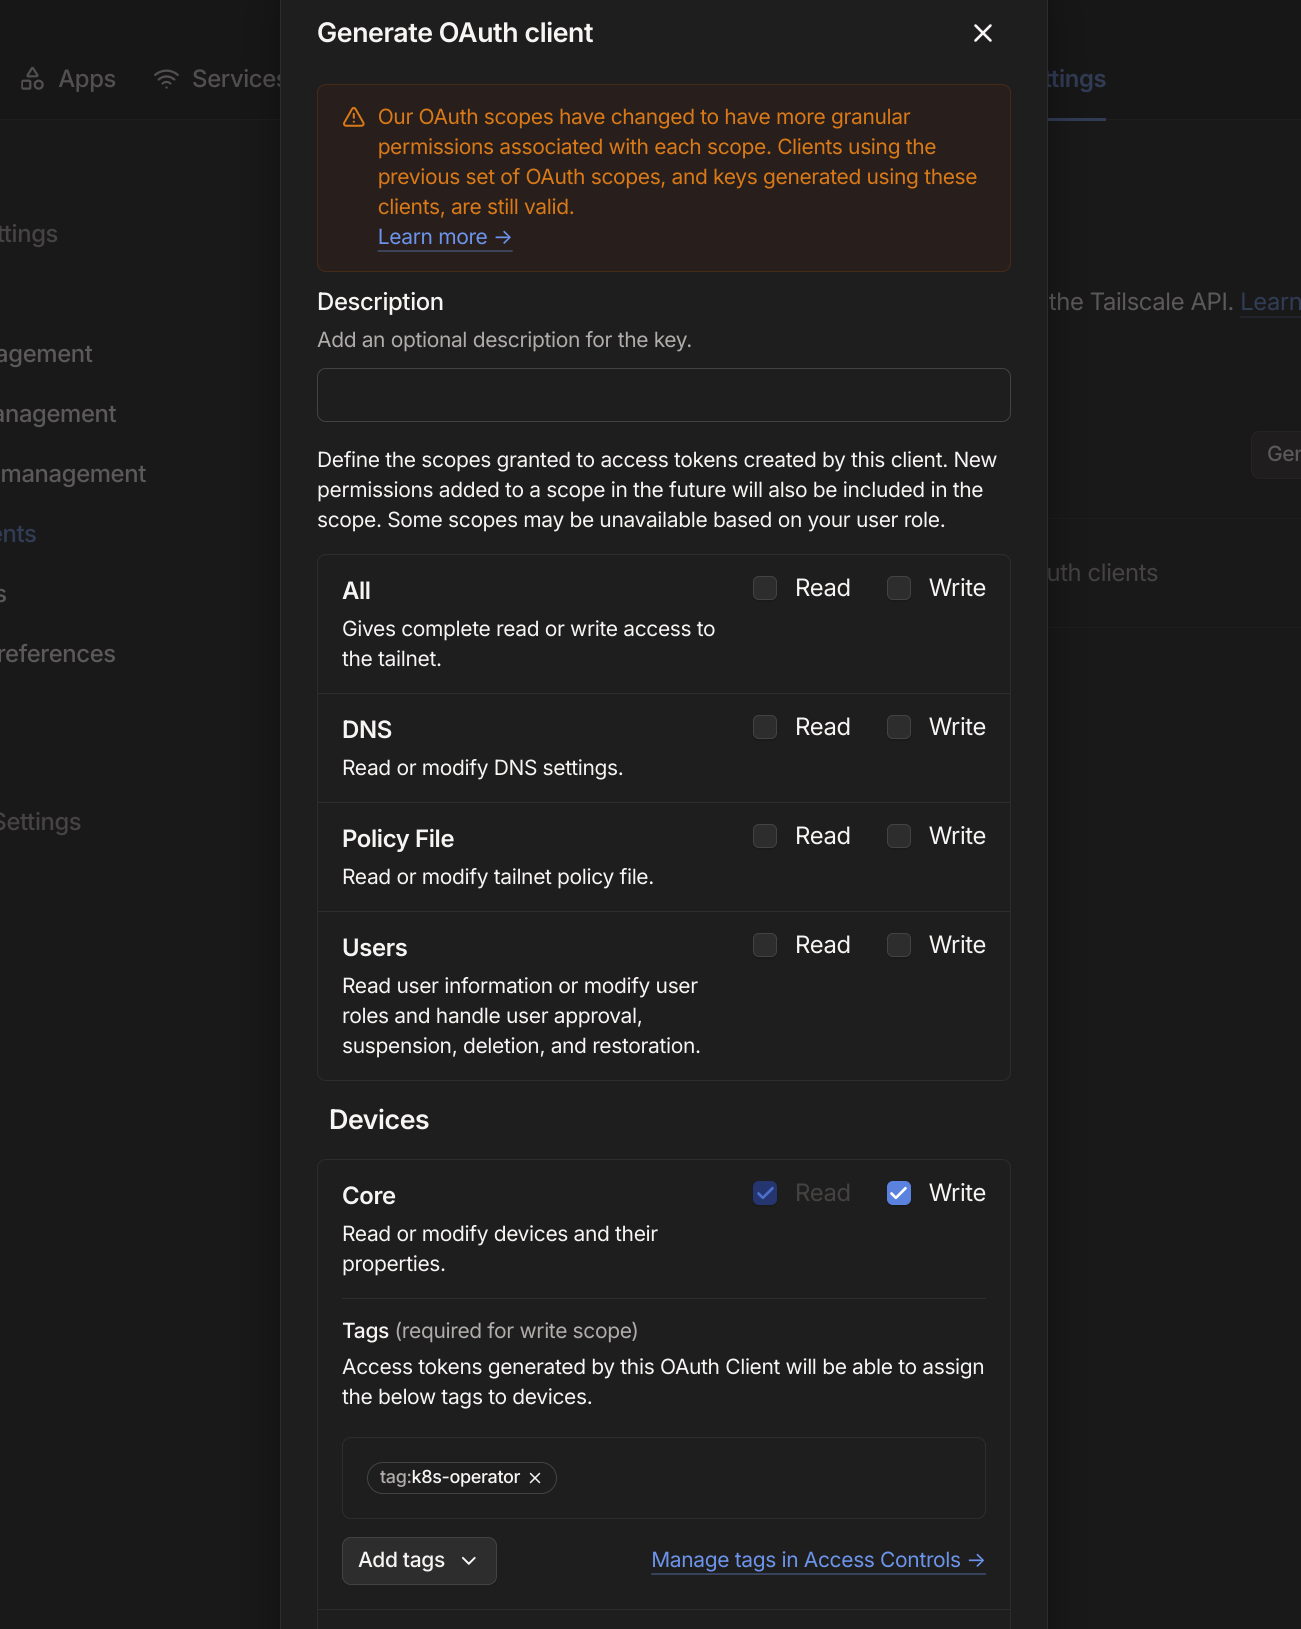 Generate OAuth client
Apps
Services
ttings
Our OAuth scopes have changed to have more granular
permissions associated with each scope. Clients using the
previous set of OAuth scopes, and keys generated using these
clients, are still valid.
Learn more →
ttings
Description
the Tailscale API. Learn
Add an optional description for the key.
agement
anagement
management
Define the scopes granted to access tokens created by this client. New
permissions added to a scope in the future will also be included in the
scope. Some scopes may be unavailable based on your user role.
Gen
ents
s
references
All
Read
Write
Gives complete read or write access to
the tailnet.
uth clients
DNS
Read
Write
Read or modify DNS settings.
Settings
Policy File
Read
Write
Read or modify tailnet policy file.
Users
Read
Write
Read user information or modify user
roles and handle user approval,
suspension, deletion, and restoration.
Devices
Core
Read
Write
Read or modify devices and their
properties.
Tags (required for write scope)
Access tokens generated by this OAuth Client will be able to assign
the below tags to devices.
tag:k8s-operator
Add tags
Manage tags in Access Controls →